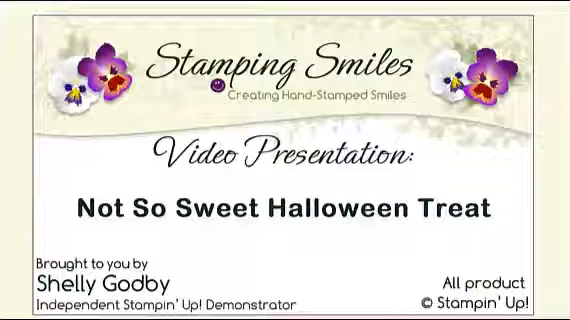 Stamping Smiles
Creating Hand-Stamped Smiles
Video Presentation:
Not So Sweet Halloween Treat
Brought to you by
Shelly Godby
Independent Stampin' Up! Demonstrator
All product
© Stampin' Up!